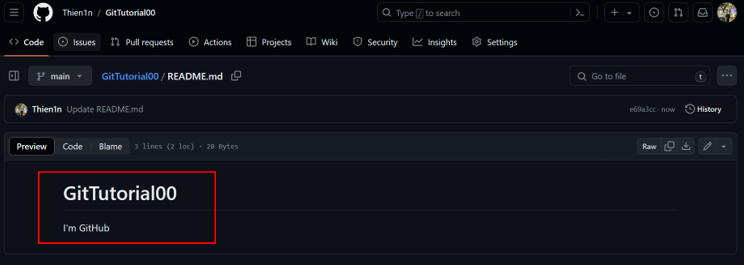 Thien1n / GitTutorial00
Type / to search
Code Issues Pull requests Actions Projects Wiki Security Insights Settings
main GitTutorial00 / README.md
Go to file t
Thien1n Update README.md
e69a3cc · now History
Preview Code Blame 3 lines (2 loc) · 28 Bytes
Raw
GitTutorial00
I'm GitHub